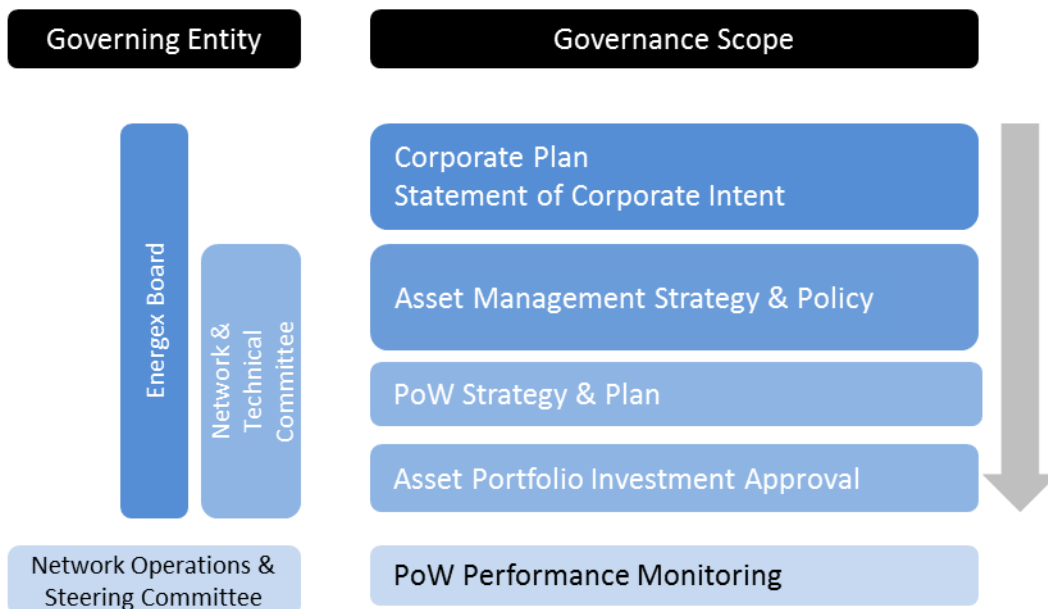 Governing Entity
Governance Scope
Energex Board
Network &
Technical
Committee
Corporate Plan
Statement of Corporate Intent
Asset Management Strategy & Policy
PoW Strategy & Plan
Asset Portfolio Investment Approval
Network Operations &
Steering Committee
PoW Performance Monitoring